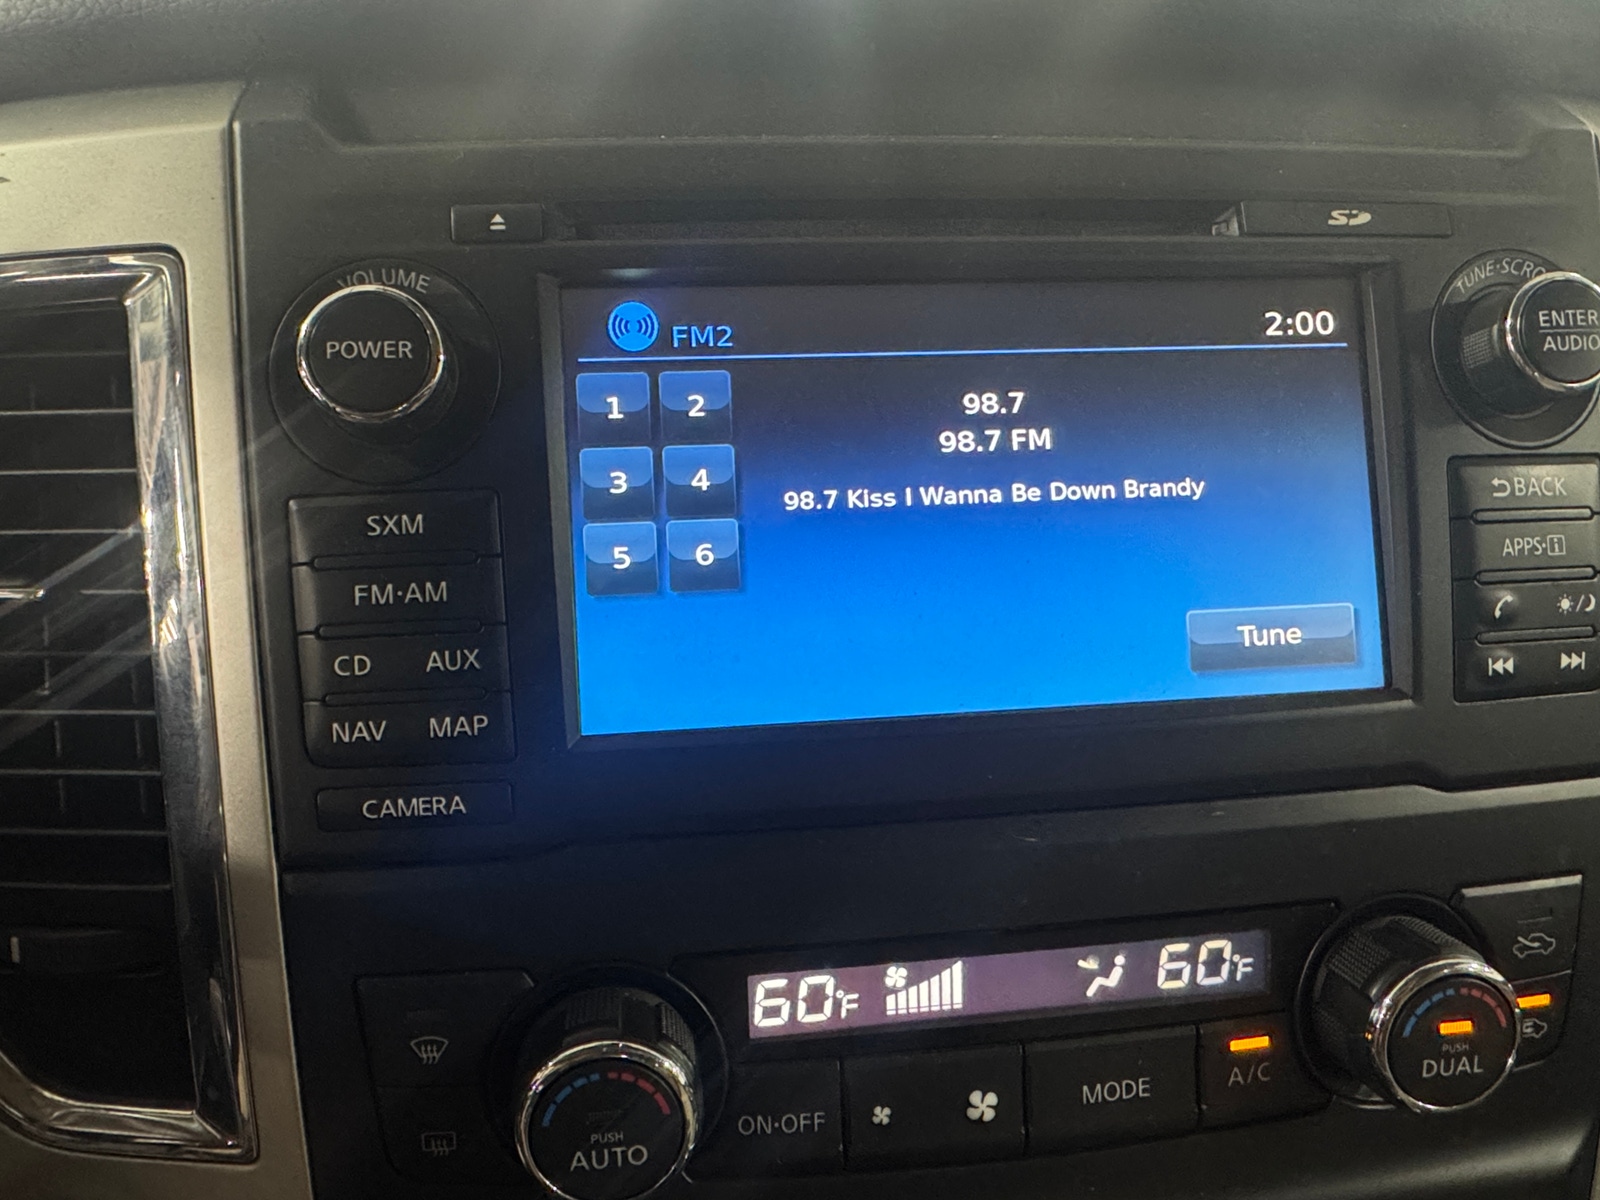 SD
VOLUME
POWER
FM2
2:00
TUNE·SCRO
ENTER
AUDIO
1 2
98.7
98.7 FM
3 4
98.7 Kiss I Wanna Be Down Brandy
5 6
Tune
SXM
FM·AM
CD AUX
NAV MAP
CAMERA
BACK
APPS·i
60°F
60°F
PUSH
AUTO
ON·OFF
MODE
A/C
PUSH
DUAL